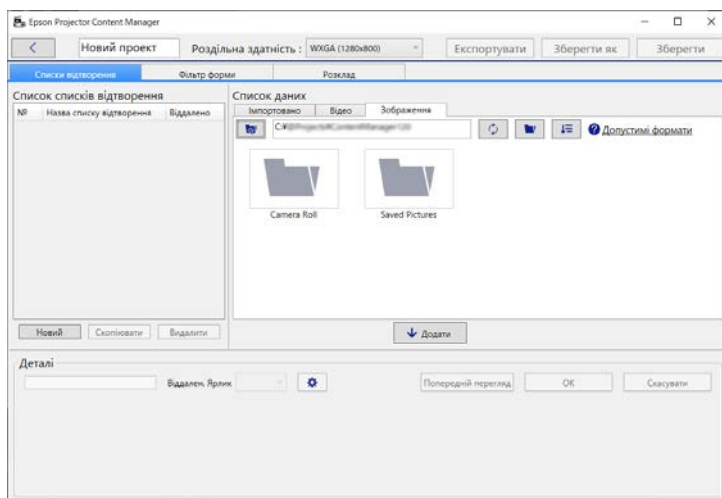 Epson Projector Content Manager
Новий проект Роздільна здатність : WXGA (1280x800) Експортувати Зберегти як Зберегти
Списки відтворення Фільтр форми Розклад
Список списків відтворення
№ Назва списку відтворення Віддалено
Новий Скопіювати Видалити
Список даних
Імпортовано Відео Зображення
Допустимі формати
Camera Roll Saved Pictures
Додати
Деталі
Віддален. Ярлик Попередній перегляд ОК Скасувати